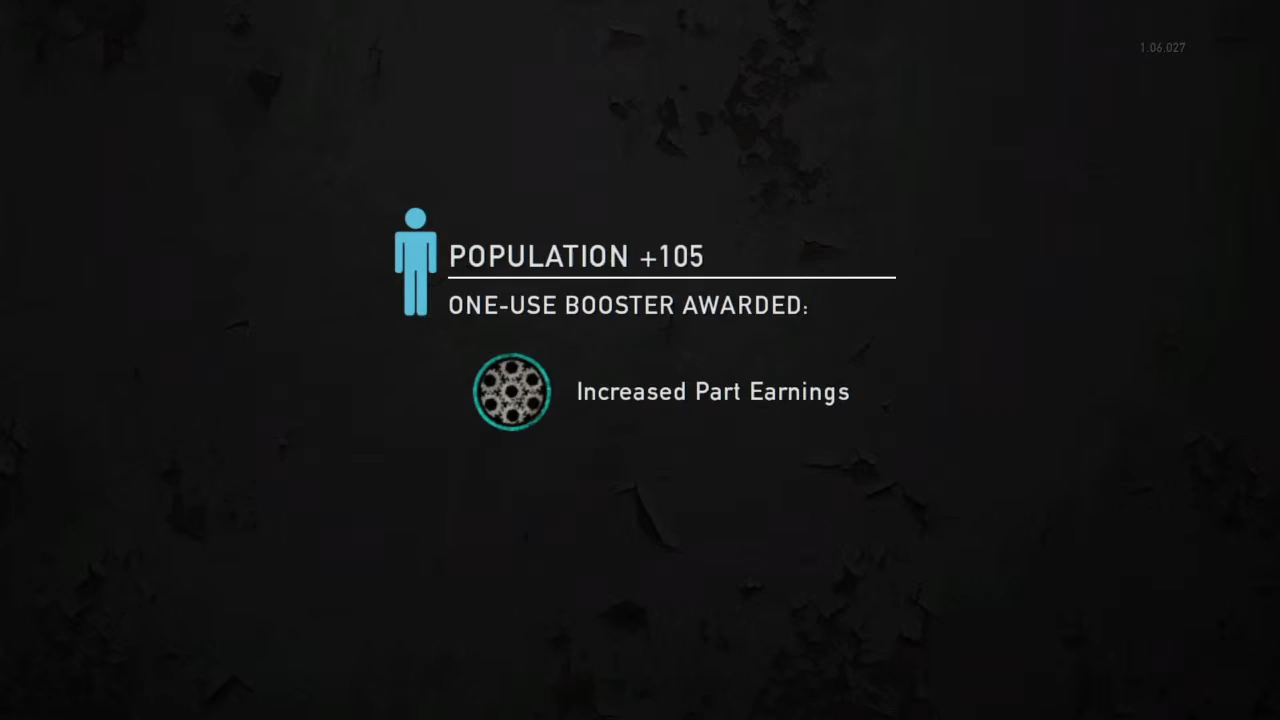 1.06.027
POPULATION +105
ONE-USE BOOSTER AWARDED:
Increased Part Earnings